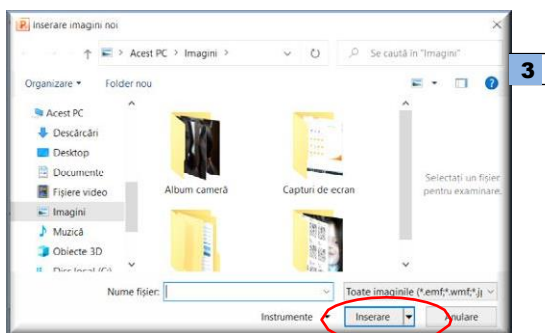 Inserare imagini noi
Acest PC > Imagini >
Se caută în "Imagini"
3
Organizare
Folder nou
Acest PC
Descărcări
Desktop
Documente
Fișiere video
Imagini
Muzică
Obiecte 3D
Disc local (C:)
Album cameră
Capturi de ecran
Selectați un fișier
pentru examinare.
Nume fișier:
Toate imaginile (*.emf;*.wmf;*.j
Instrumente
Inserare
Anulare